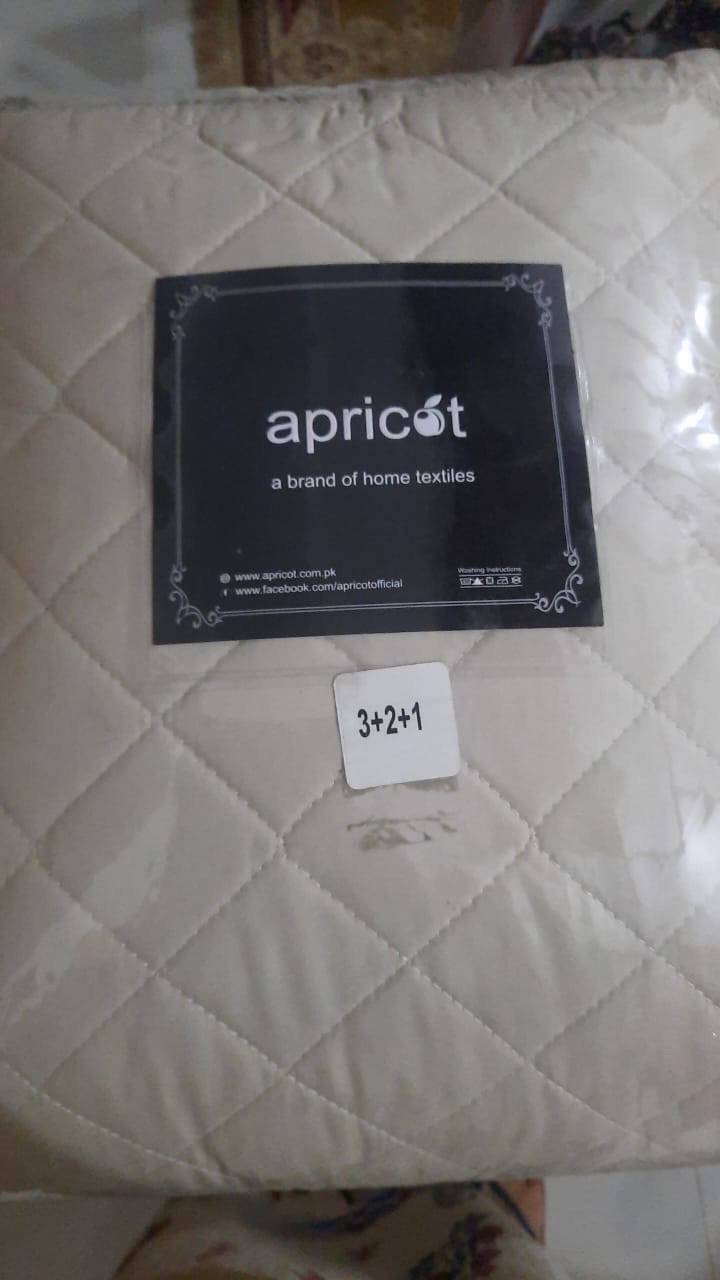 apricot
a brand of home textiles
www.apricot.com.pk
www.facebook.com/apricotofficial
Washing Instructions
3+2+1